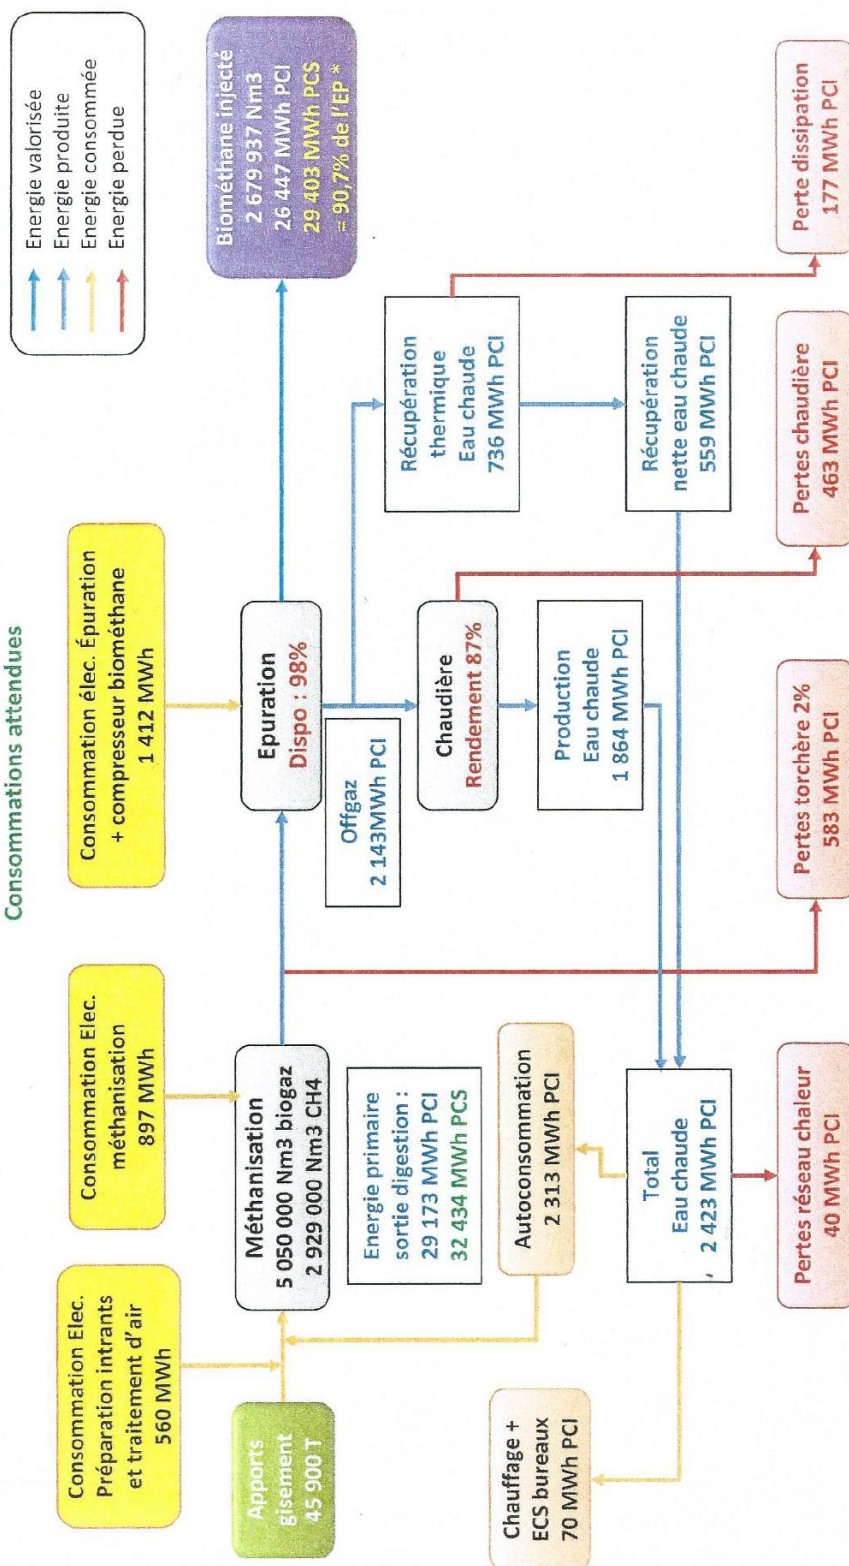 Consommations attendues
Energie valorisée
Energie produite
Energie consommée
Energie perdue
Consommation Elec.
Préparation intrants
et traitement d'air
560 MWh
Consommation Elec.
méthanisation
897 MWh
Consommation élec. Épuration
+ compresseur biométhane
1 412 MWh
Apports
gisement
45 900 T
Méthanisation
5 050 000 Nm3 biogaz
2 929 000 Nm3 CH4
Epuration
Dispo : 98%
Biométhane injecté
2 679 937 Nm3
26 447 MWh PCI
29 403 MWh PCS
= 90,7% de l'EP *
Energie primaire
sortie digestion :
29 173 MWh PCI
32 434 MWh PCS
Offgaz
2 143MWh PCI
Chaudière
Rendement 87%
Récupération
thermique
Eau chaude
736 MWh PCI
Autoconsommation
2 313 MWh PCI
Production
Eau chaude
1 864 MWh PCI
Récupération
nette eau chaude
559 MWh PCI
Chauffage +
ECS bureaux
70 MWh PCI
Total
Eau chaude
2 423 MWh PCI
Pertes réseau chaleur
40 MWh PCI
Pertes torchère 2%
583 MWh PCI
Pertes chaudière
463 MWh PCI
Perte dissipation
177 MWh PCI